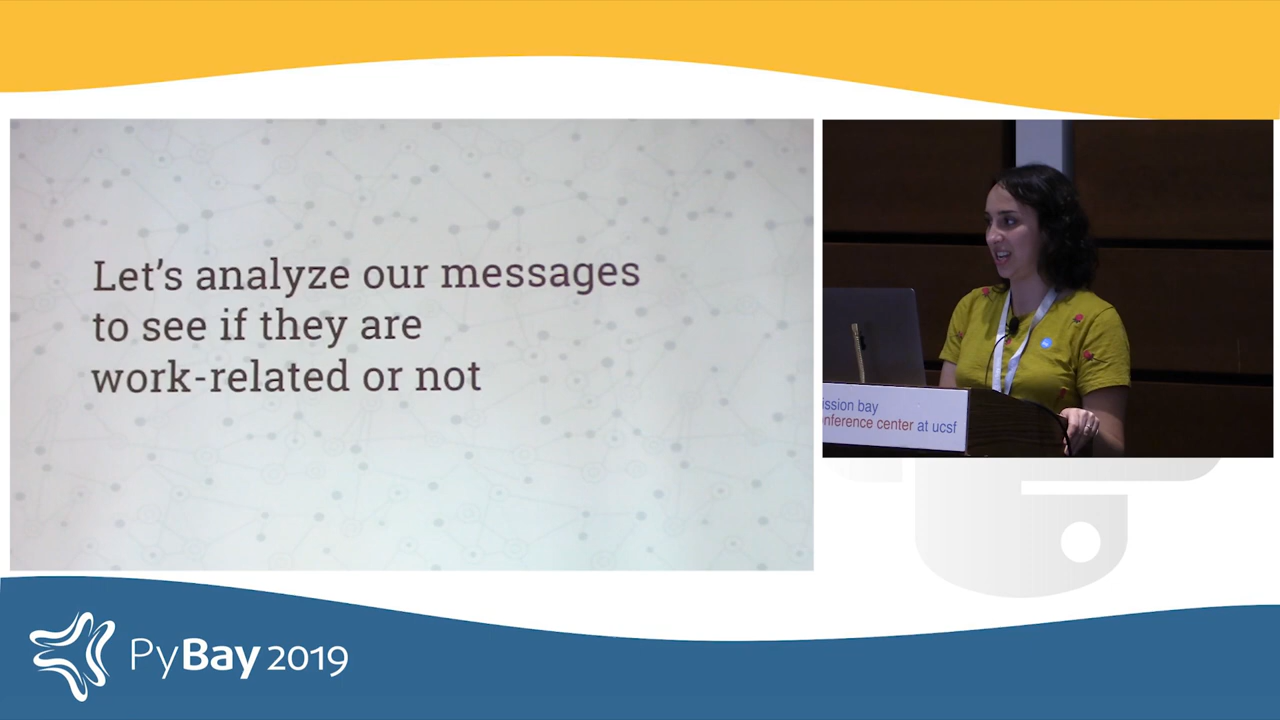 Let's analyze our messages
to see if they are
work-related or not
ission bay
nference center at ucsf
PyBay 2019